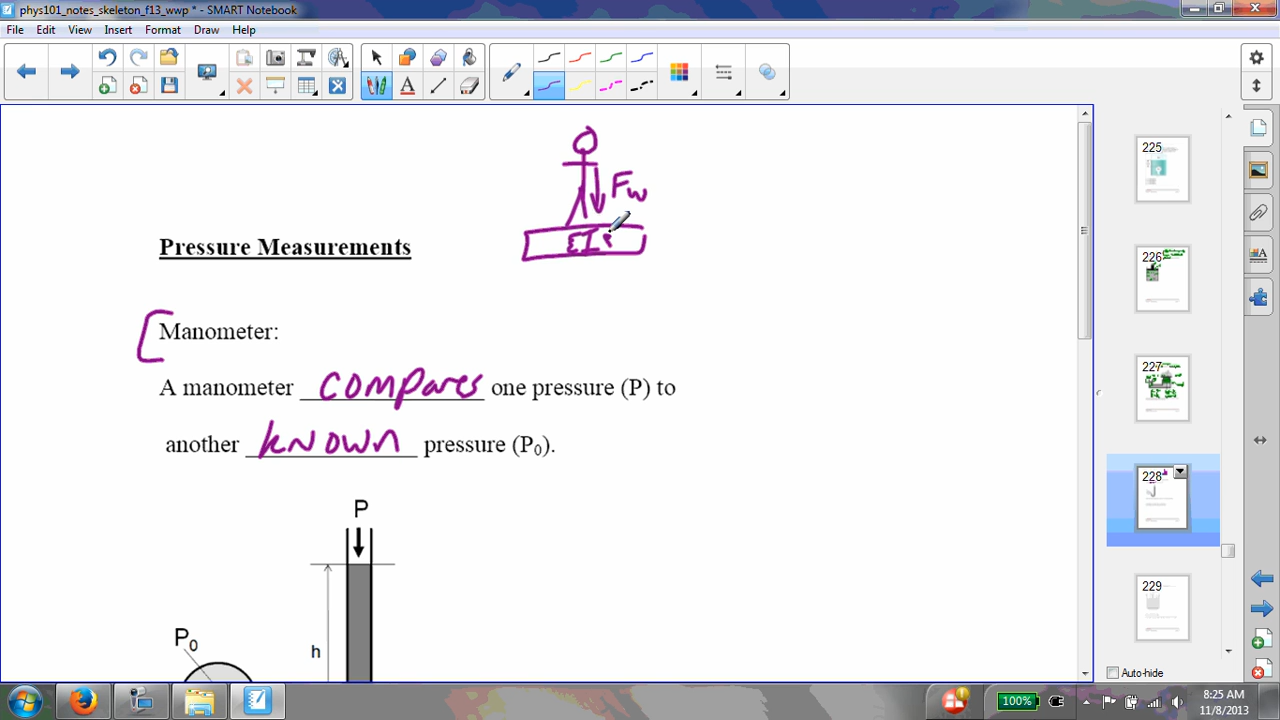 phys101_notes_skeleton_f13_wwp * - SMART Notebook
File Edit View Insert Format Draw Help
225
Fw
Pressure Measurements
226
Manometer:
227
A manometer compares one pressure (P) to
another known pressure (P₀).
228
P
229
P₀
h
Auto-hide
100%
8:25 AM
11/8/2013